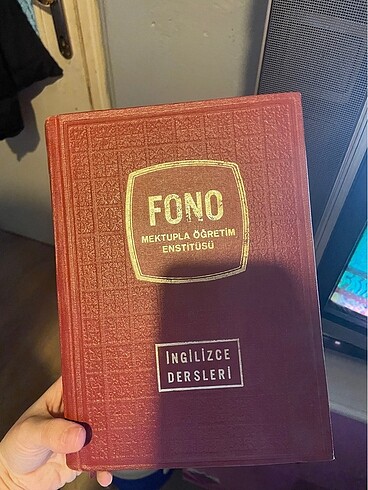 FONO
MEKTUPLA ÖĞRETİM
ENSTİTÜSÜ
İNGİLİZCE
DERSLERİ